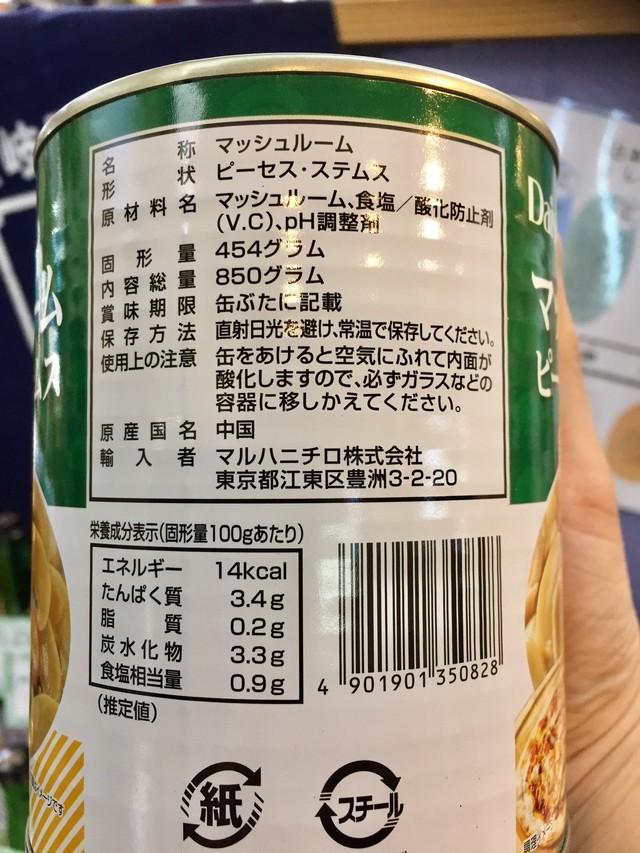 名称 マッシュルーム
形状 ピーセス・ステムス
原材料名 マッシュルーム、食塩／酸化防止剤
(V.C)、pH調整剤
固形量 454グラム
内容総量 850グラム
賞味期限 缶ぶたに記載
保存方法 直射日光を避け、常温で保存してください。
使用上の注意 缶をあけると空気にふれて内面が
酸化しますので、必ずガラスなどの
容器に移しかえてください。
原産国名 中国
輸入者 マルハニチロ株式会社
東京都江東区豊洲3-2-20
栄養成分表示(固形量100gあたり)
エネルギー 14kcal
たんぱく質 3.4g
脂質 0.2g
炭水化物 3.3g
食塩相当量 0.9g
(推定値)
4 901901 350828
紙
スチール
Da
マ
ピー
ム
ムス